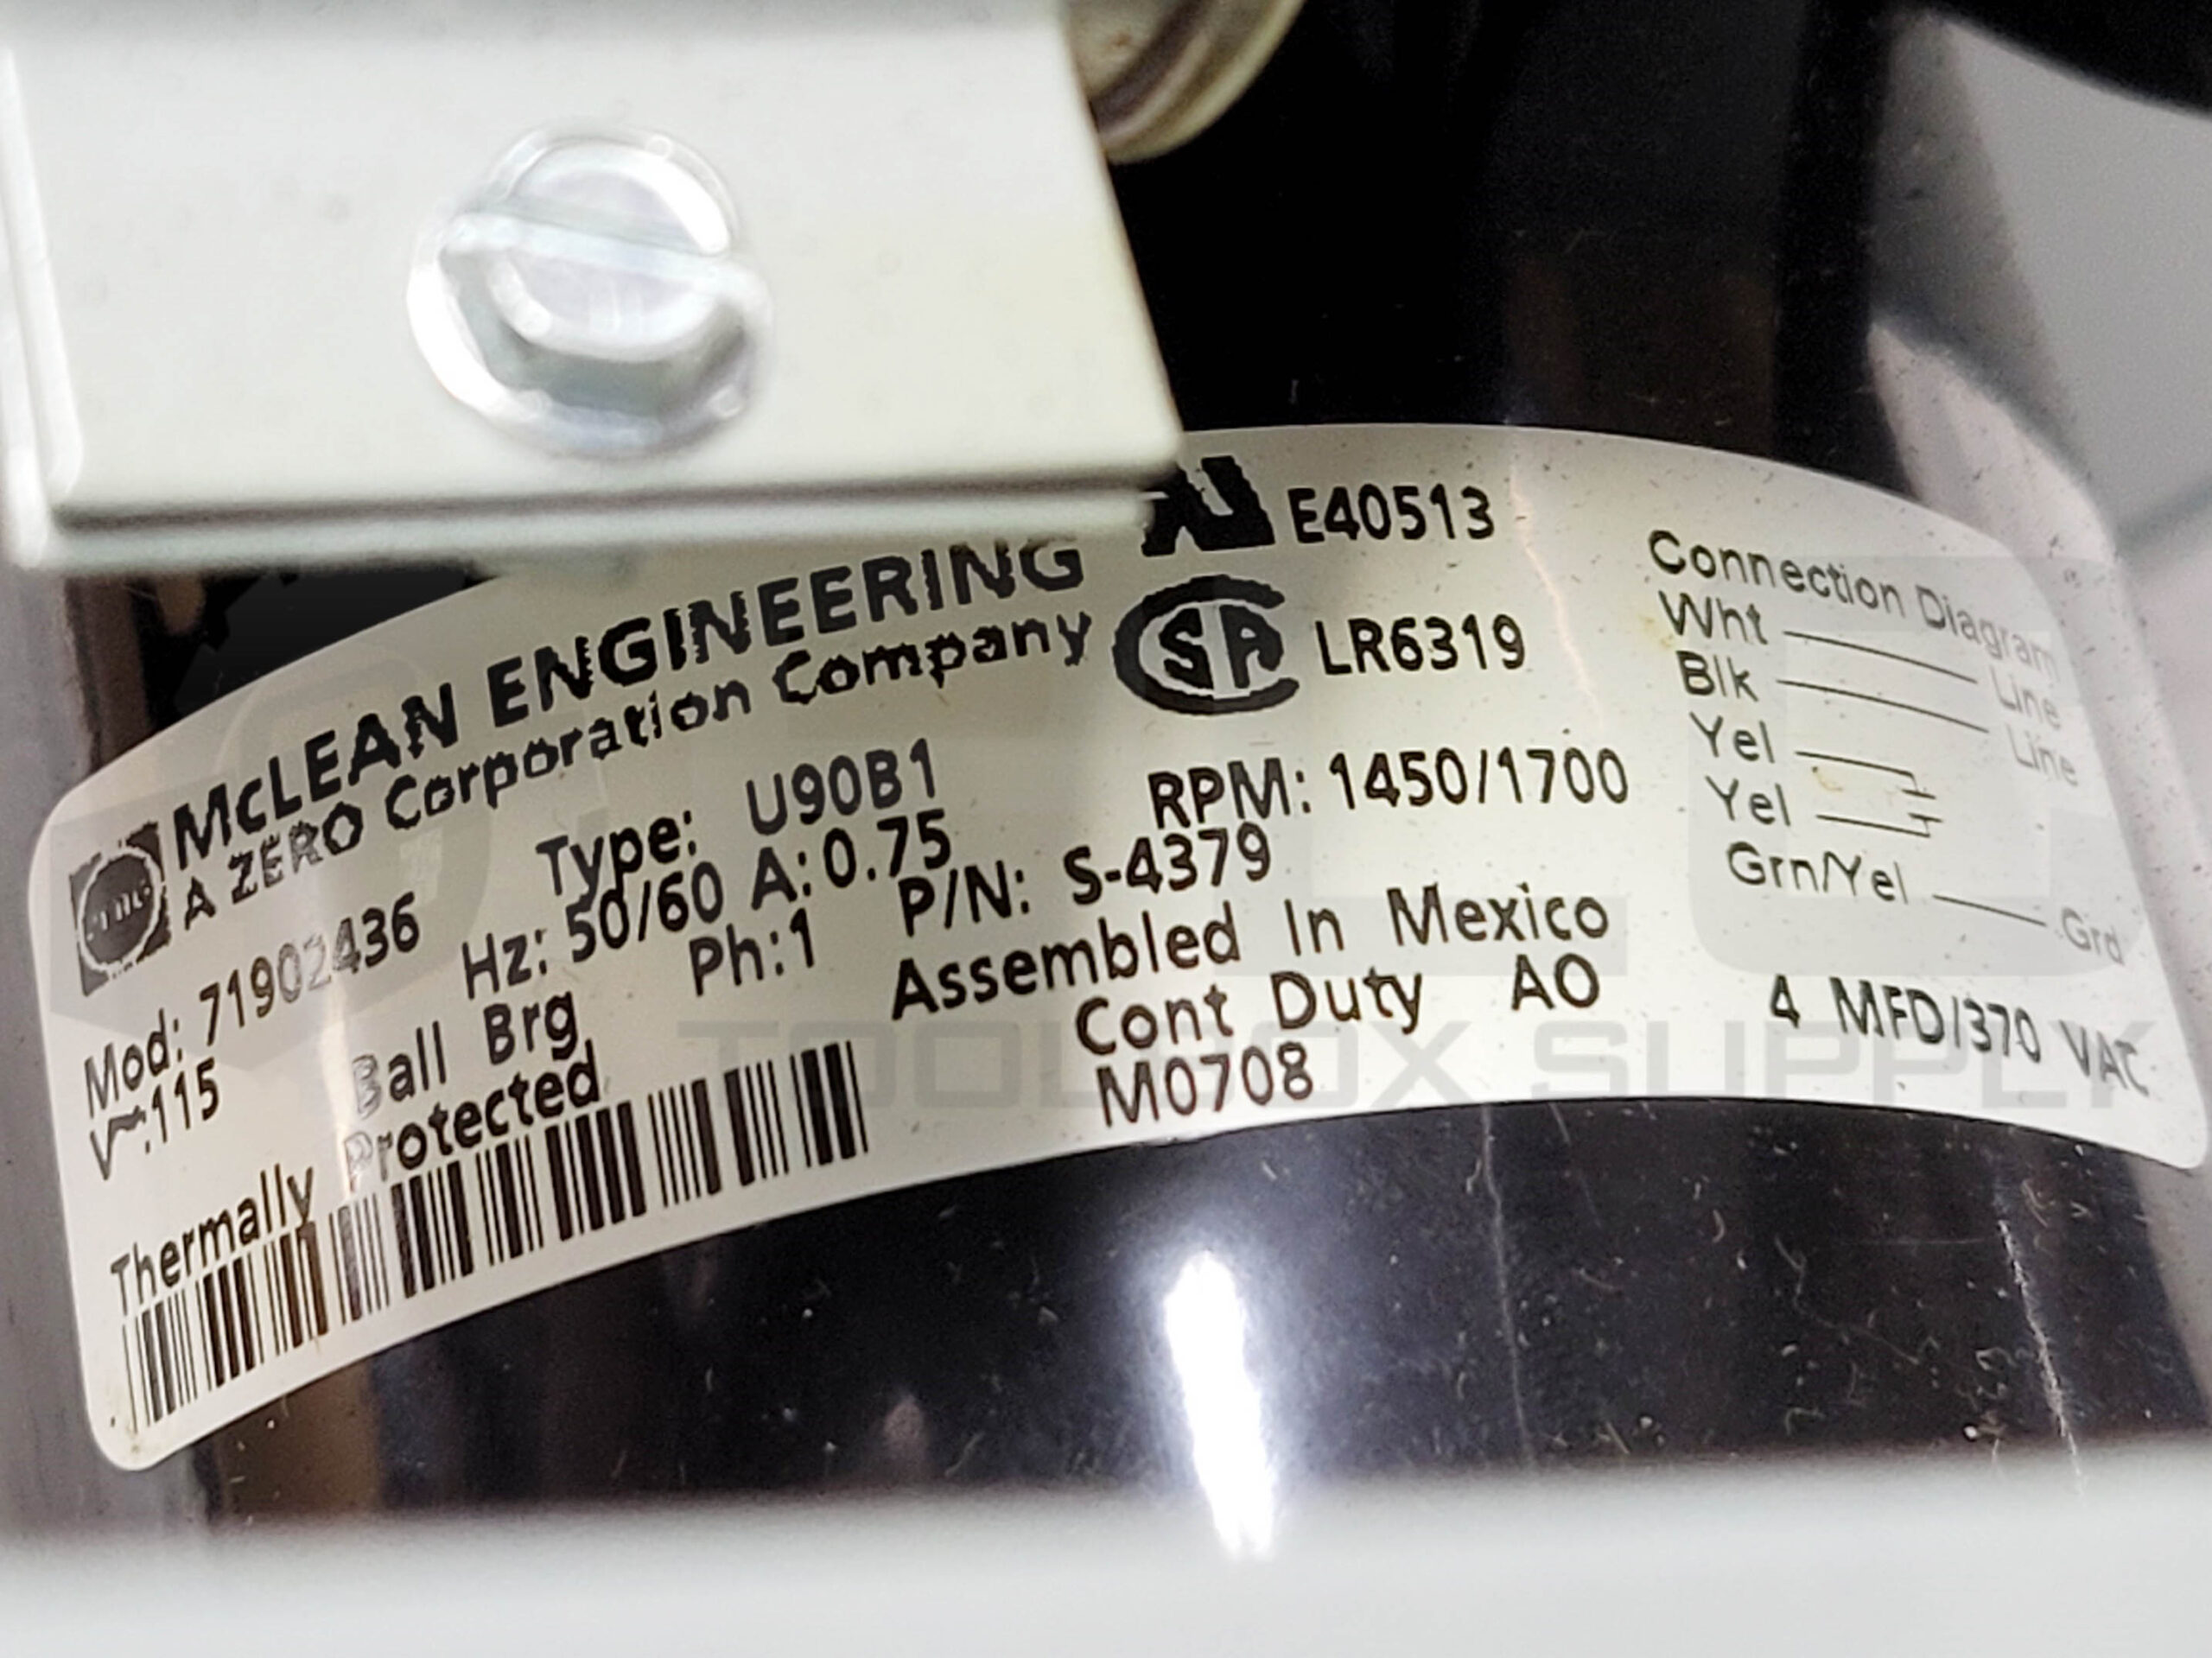 McLEAN ENGINEERING
A ZERO Corporation Company
E40513
LR6319
Mod: 71902436 Type: U90B1 RPM: 1450/1700
V~:115 Hz: 50/60 A: 0.75 P/N: S-4379
Ball Brg Ph:1 Assembled In Mexico
Thermally Protected Cont Duty AO
M0708
Connection Diagram
Wht Line
Blk Line
Yel
Yel
Grn/Yel Grd
4 MFD/370 VAC
TOOLBOX SUPPLY